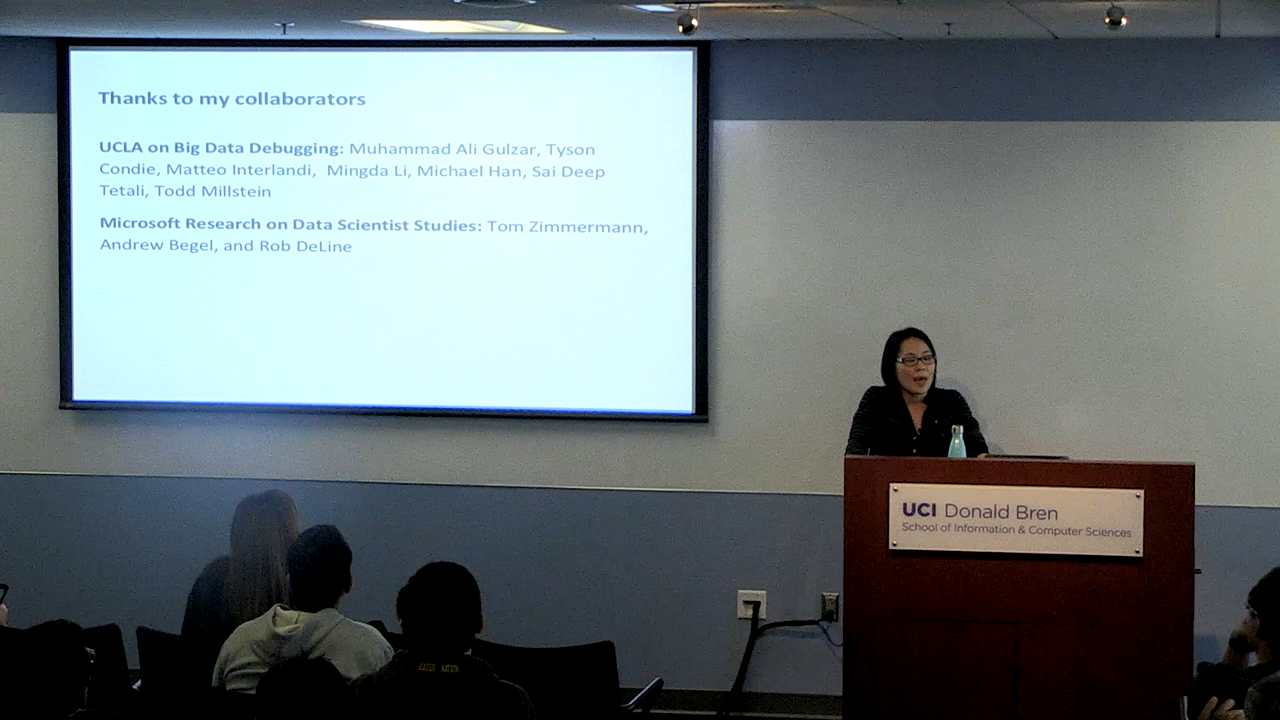 Thanks to my collaborators
UCLA on Big Data Debugging: Muhammad Ali Gulzar, Tyson
Condie, Matteo Interlandi, Mingda Li, Michael Han, Sai Deep
Tetali, Todd Millstein
Microsoft Research on Data Scientist Studies: Tom Zimmermann,
Andrew Begel, and Rob DeLine
UCI Donald Bren
School of Information & Computer Sciences